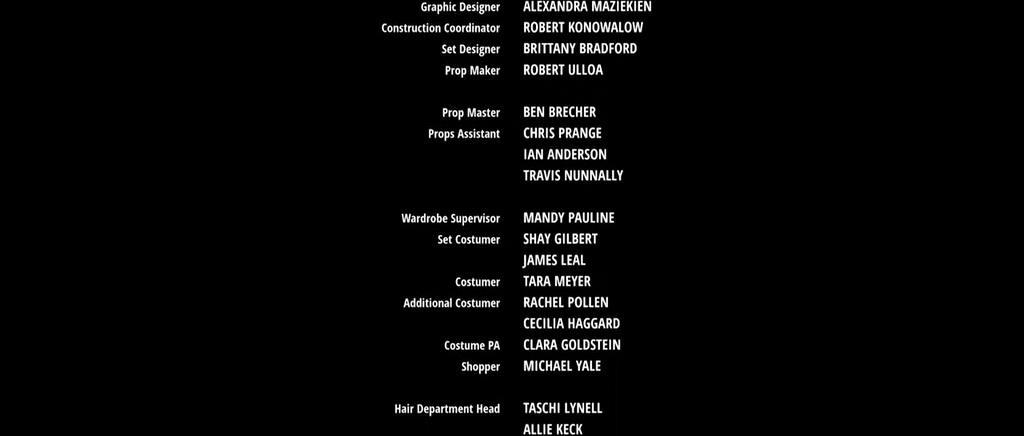 Graphic Designer ALEXANDRA MAZIEKIEN
Construction Coordinator ROBERT KONOWALOW
Set Designer BRITTANY BRADFORD
Prop Maker ROBERT ULLOA
Prop Master BEN BRECHER
Props Assistant CHRIS PRANGE
IAN ANDERSON
TRAVIS NUNNALLY
Wardrobe Supervisor MANDY PAULINE
Set Costumer SHAY GILBERT
JAMES LEAL
Costumer TARA MEYER
Additional Costumer RACHEL POLLEN
CECILIA HAGGARD
Costume PA CLARA GOLDSTEIN
Shopper MICHAEL YALE
Hair Department Head TASCHI LYNELL
ALLIE KECK